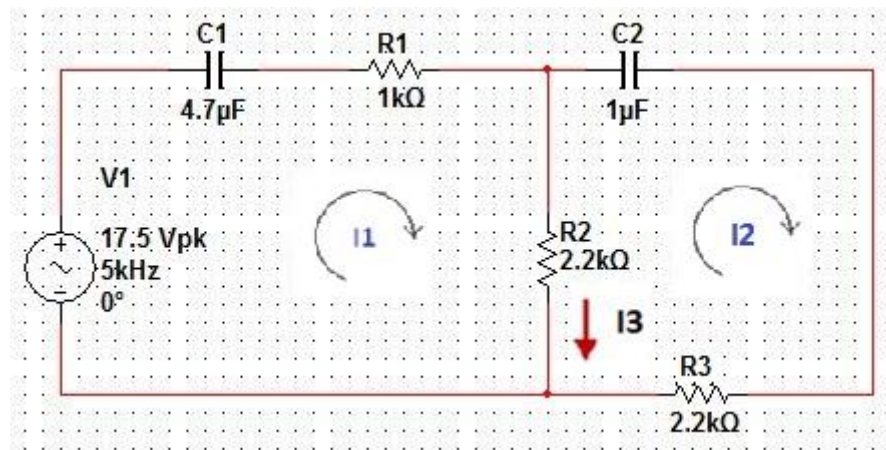 C1
4.7µF
R1
1kΩ
C2
1µF
V1
17.5 Vpk
5kHz
0°
I1
R2
2.2kΩ
I2
I3
R3
2.2kΩ